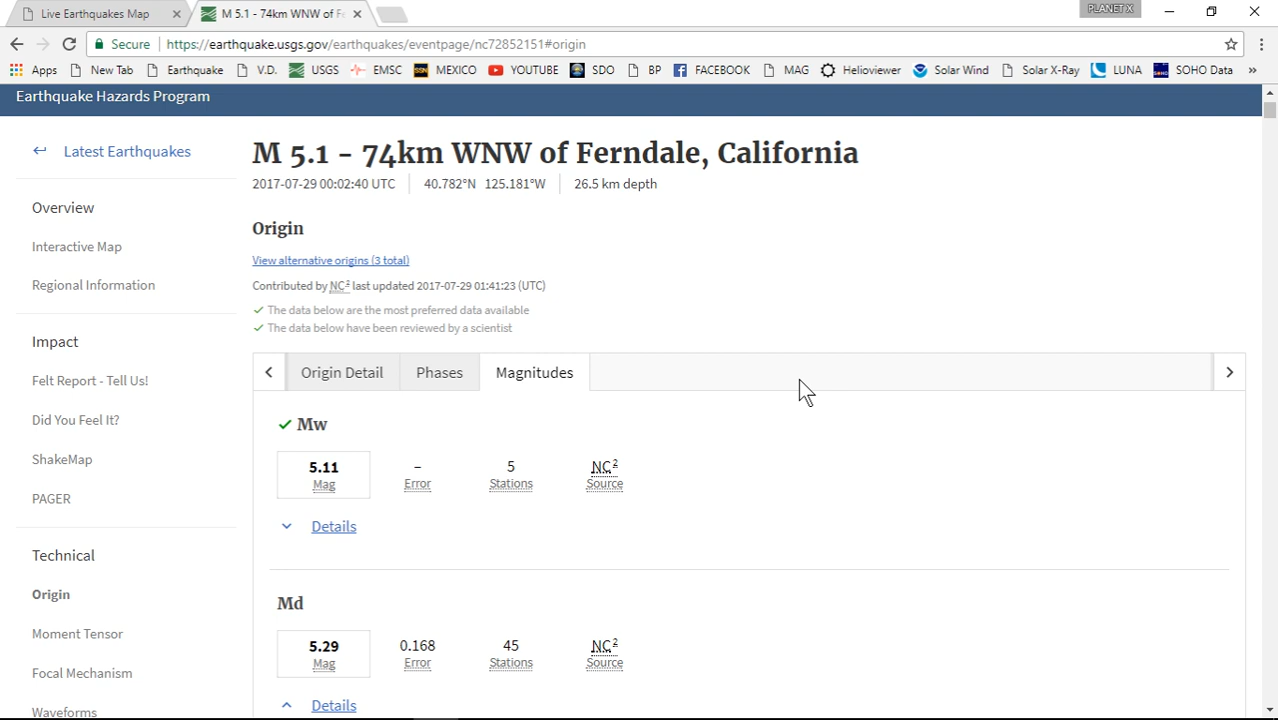 Live Earthquakes Map
M 5.1 - 74km WNW of Fe
PLANET X
Secure https://earthquake.usgs.gov/earthquakes/eventpage/nc72852151#origin
Apps New Tab Earthquake V.D. USGS EMSC SSN MEXICO YOUTUBE SDO BP FACEBOOK MAG Helioviewer Solar Wind Solar X-Ray LUNA SOHO Data »
Earthquake Hazards Program
Latest Earthquakes
Overview
Interactive Map
Regional Information
Impact
Felt Report - Tell Us!
Did You Feel It?
ShakeMap
PAGER
Technical
Origin
Moment Tensor
Focal Mechanism
Waveforms
M 5.1 - 74km WNW of Ferndale, California
2017-07-29 00:02:40 UTC 40.782°N 125.181°W 26.5 km depth
Origin
View alternative origins (3 total)
Contributed by NC² last updated 2017-07-29 01:41:23 (UTC)
✓ The data below are the most preferred data available
✓ The data below have been reviewed by a scientist
Origin Detail Phases Magnitudes
✓ Mw
5.11 – 5 NC²
Mag Error Stations Source
Details
Md
5.29 0.168 45 NC²
Mag Error Stations Source
Details